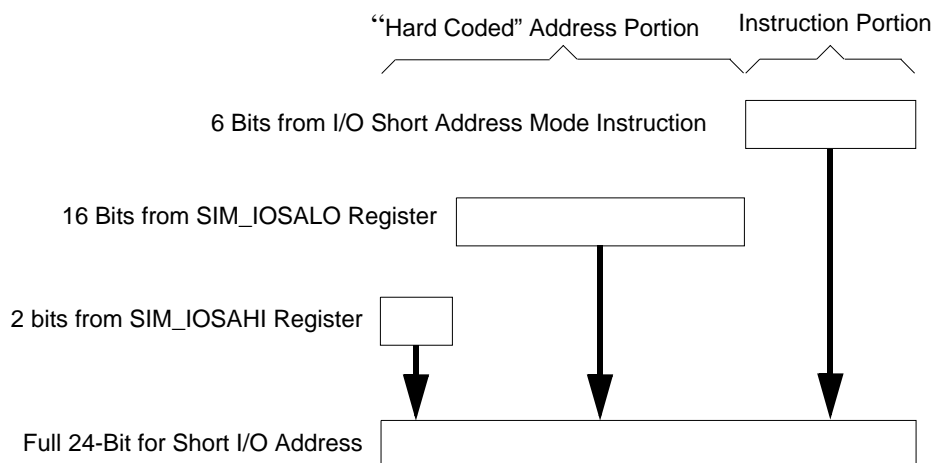 “Hard Coded” Address Portion
Instruction Portion
6 Bits from I/O Short Address Mode Instruction
16 Bits from SIM_IOSALO Register
2 bits from SIM_IOSAHI Register
Full 24-Bit for Short I/O Address